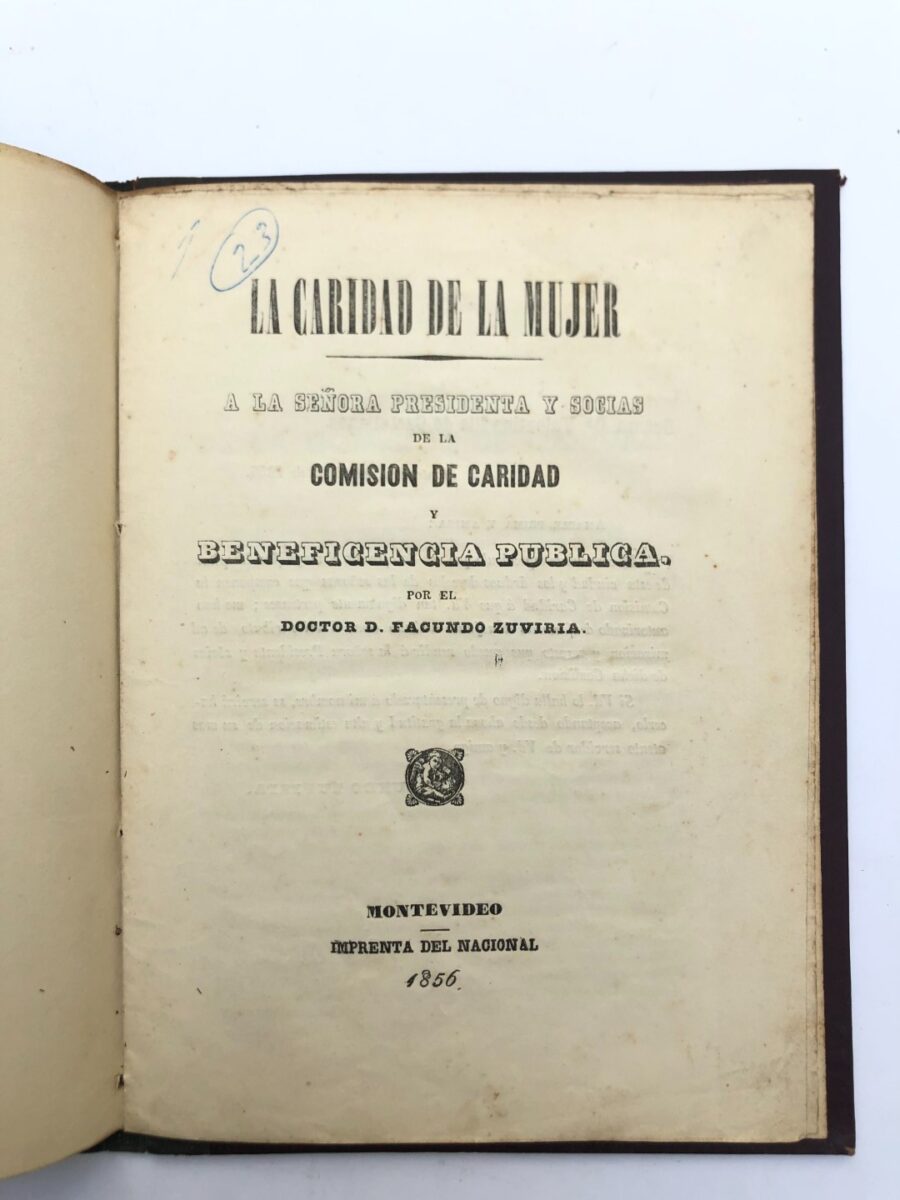 23
LA CARIDAD DE LA MUJER
A LA SEÑORA PRESIDENTA Y SOCIAS
DE LA
COMISION DE CARIDAD
Y
BENEFICENCIA PUBLICA.
POR EL
DOCTOR D. FACUNDO ZUVIRIA.
MONTEVIDEO
IMPRENTA DEL NACIONAL
1856.